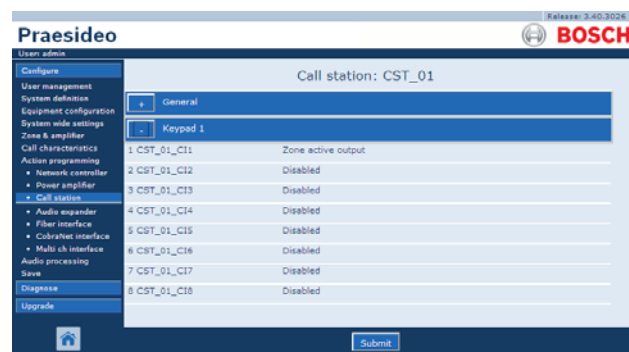 Release: 3.40.3026
Praesideo
BOSCH
User: admin
Configure
User management
System definition
Equipment configuration
System wide settings
Zone & amplifier
Call characteristics
Action programming
• Network controller
• Power amplifier
• Call station
• Audio expander
• Fiber interface
• CobraNet interface
• Multi ch interface
Audio processing
Save
Diagnose
Upgrade
Call station: CST_01
+ General
- Keypad 1
1 CST_01_CI1 Zone active output
2 CST_01_CI2 Disabled
3 CST_01_CI3 Disabled
4 CST_01_CI4 Disabled
5 CST_01_CI5 Disabled
6 CST_01_CI6 Disabled
7 CST_01_CI7 Disabled
8 CST_01_CI8 Disabled
Submit